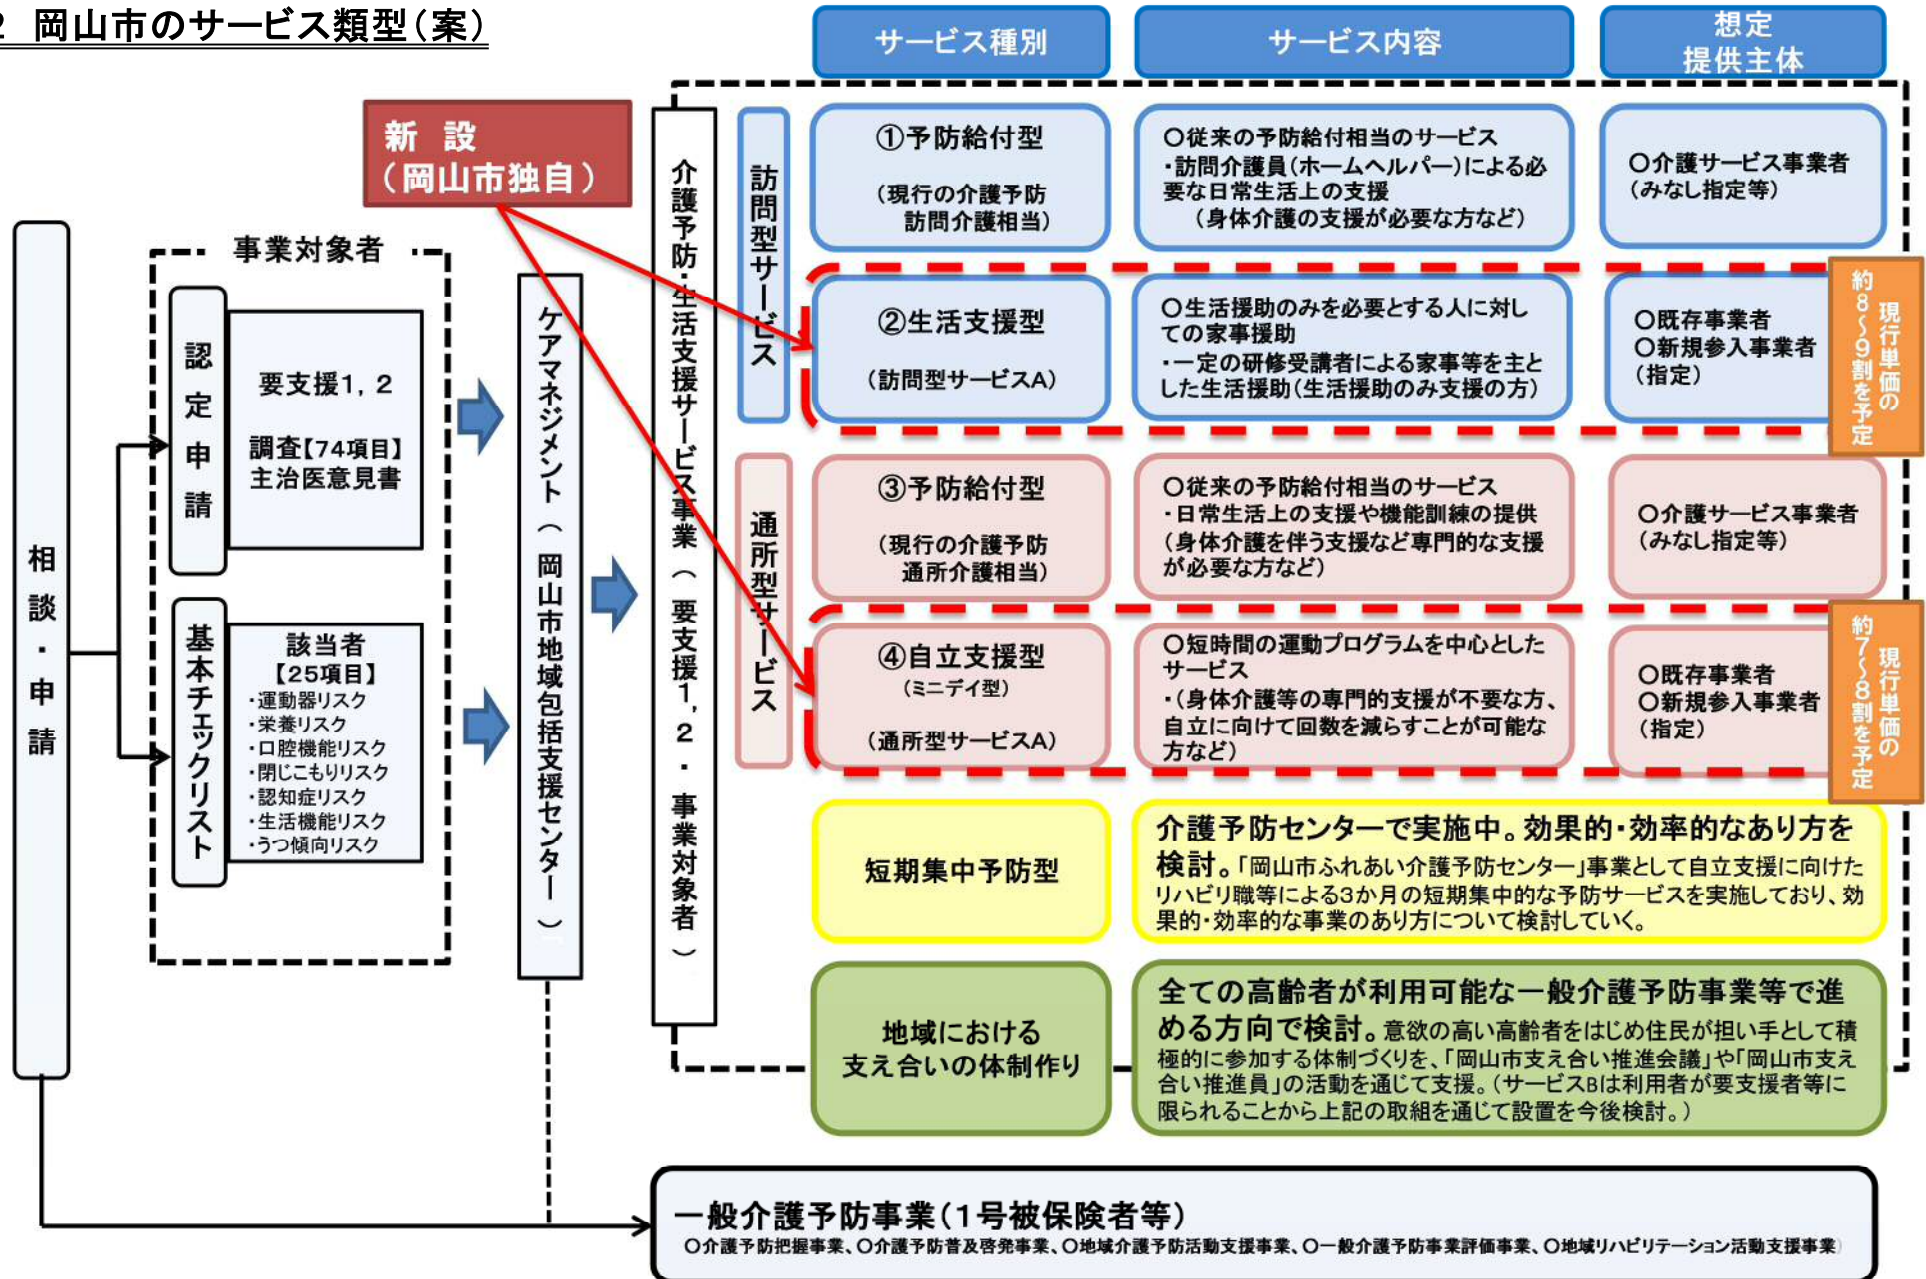 2 岡山市のサービス類型(案)
サービス種別
サービス内容
想定
提供主体
新 設
(岡山市独自)
相談・申請
事業対象者
認定申請
要支援1, 2
調査【74項目】
主治医意見書
基本チェックリスト
該当者
【25項目】
・運動器リスク
・栄養リスク
・口腔機能リスク
・閉じこもりリスク
・認知症リスク
・生活機能リスク
・うつ傾向リスク
ケアマネジメント(岡山市地域包括支援センター)
介護予防・生活支援サービス事業(要支援1, 2・事業対象者)
訪問型サービス
①予防給付型
(現行の介護予防
訪問介護相当)
○従来の予防給付相当のサービス
・訪問介護員(ホームヘルパー)による必
要な日常生活上の支援
(身体介護の支援が必要な方など)
○介護サービス事業者
(みなし指定等)
②生活支援型
(訪問型サービスA)
○生活援助のみを必要とする人に対し
ての家事援助
・一定の研修受講者による家事等を主と
した生活援助(生活援助のみ支援の方)
○既存事業者
○新規参入事業者
(指定)
現行単価の
約8~9割を予定
通所型サービス
③予防給付型
(現行の介護予防
通所介護相当)
○従来の予防給付相当のサービス
・日常生活上の支援や機能訓練の提供
(身体介護を伴う支援など専門的な支援
が必要な方など)
○介護サービス事業者
(みなし指定等)
④自立支援型
(ミニデイ型)
(通所型サービスA)
○短時間の運動プログラムを中心とした
サービス
・(身体介護等の専門的支援が不要な方、
自立に向けて回数を減らすことが可能な
方など)
○既存事業者
○新規参入事業者
(指定)
現行単価の
約7~8割を予定
短期集中予防型
介護予防センターで実施中。効果的・効率的なあり方を
検討。「岡山市ふれあい介護予防センター」事業として自立支援に向けた
リハビリ職等による3か月の短期集中的な予防サービスを実施しており、効
果的・効率的な事業のあり方について検討していく。
地域における
支え合いの体制作り
全ての高齢者が利用可能な一般介護予防事業等で進
める方向で検討。意欲の高い高齢者をはじめ住民が担い手として積
極的に参加する体制づくりを、「岡山市支え合い推進会議」や「岡山市支え
合い推進員」の活動を通じて支援。(サービスBは利用者が要支援者等に
限られることから上記の取組を通じて設置を今後検討。)
一般介護予防事業(1号被保険者等)
○介護予防把握事業、○介護予防普及啓発事業、○地域介護予防活動支援事業、○一般介護予防事業評価事業、○地域リハビリテーション活動支援事業)